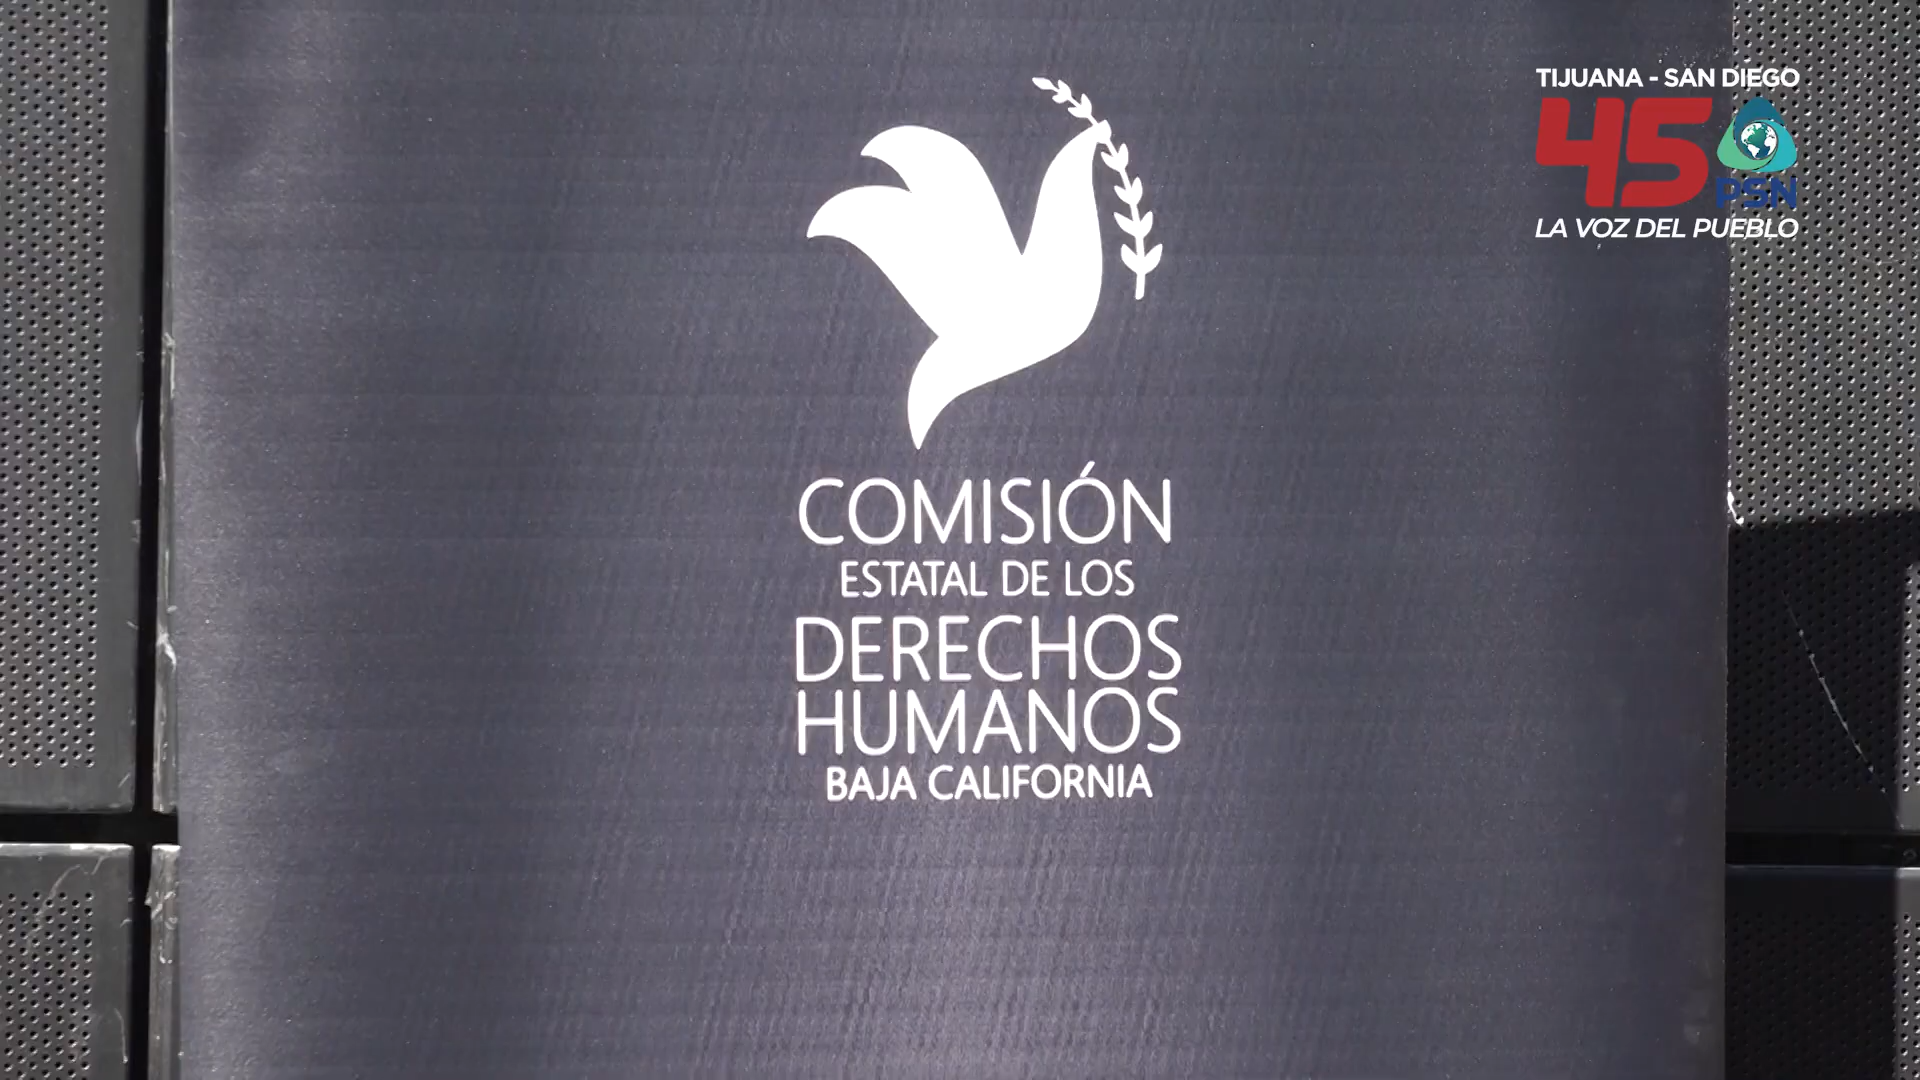 TIJUANA - SAN DIEGO
45 PSN
LA VOZ DEL PUEBLO
COMISIÓN
ESTATAL DE LOS
DERECHOS
HUMANOS
BAJA CALIFORNIA